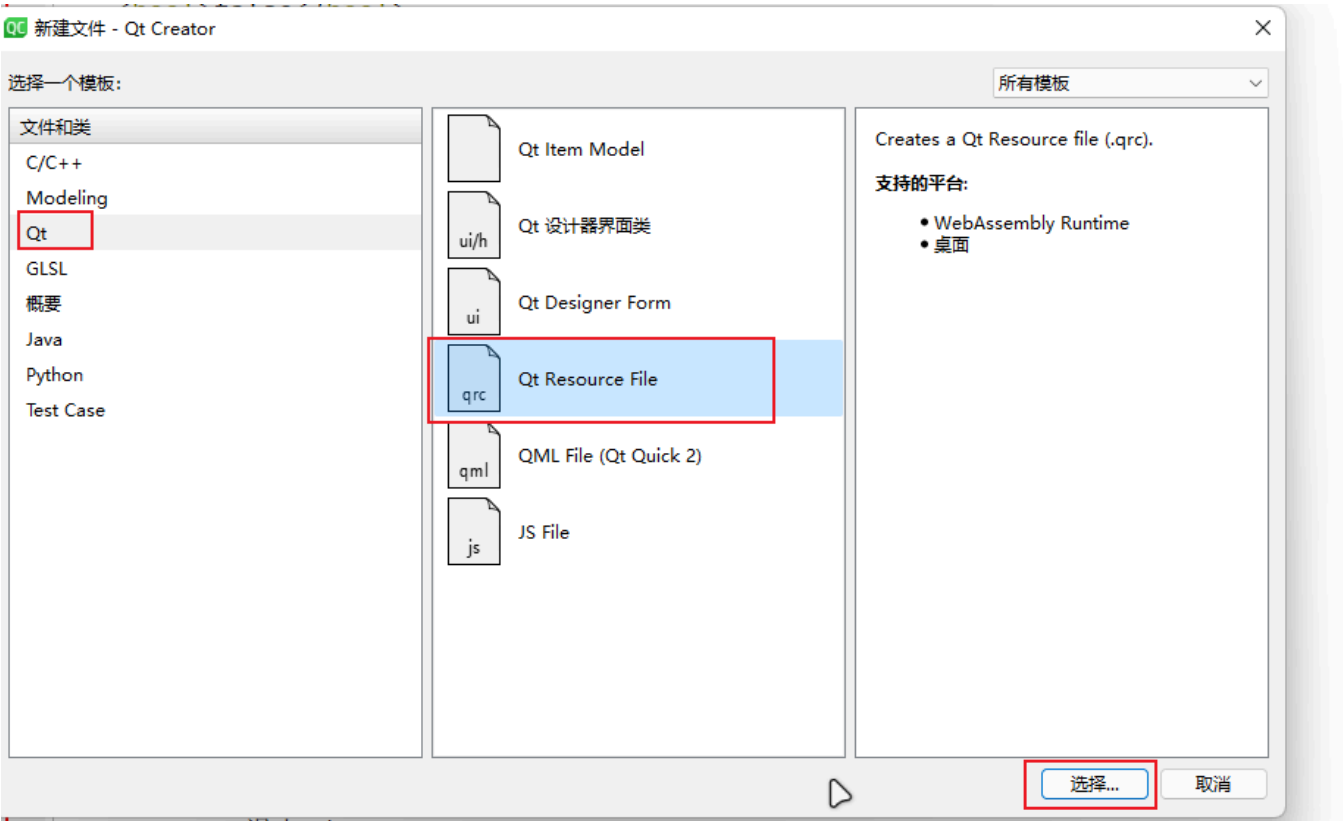 QC 新建文件 - Qt Creator
选择一个模板:
所有模板
文件和类
C/C++
Modeling
Qt
GLSL
概要
Java
Python
Test Case
Qt Item Model
ui/h
Qt 设计器界面类
ui
Qt Designer Form
qrc
Qt Resource File
qml
QML File (Qt Quick 2)
js
JS File
Creates a Qt Resource file (.qrc).
支持的平台:
• WebAssembly Runtime
• 桌面
选择...
取消